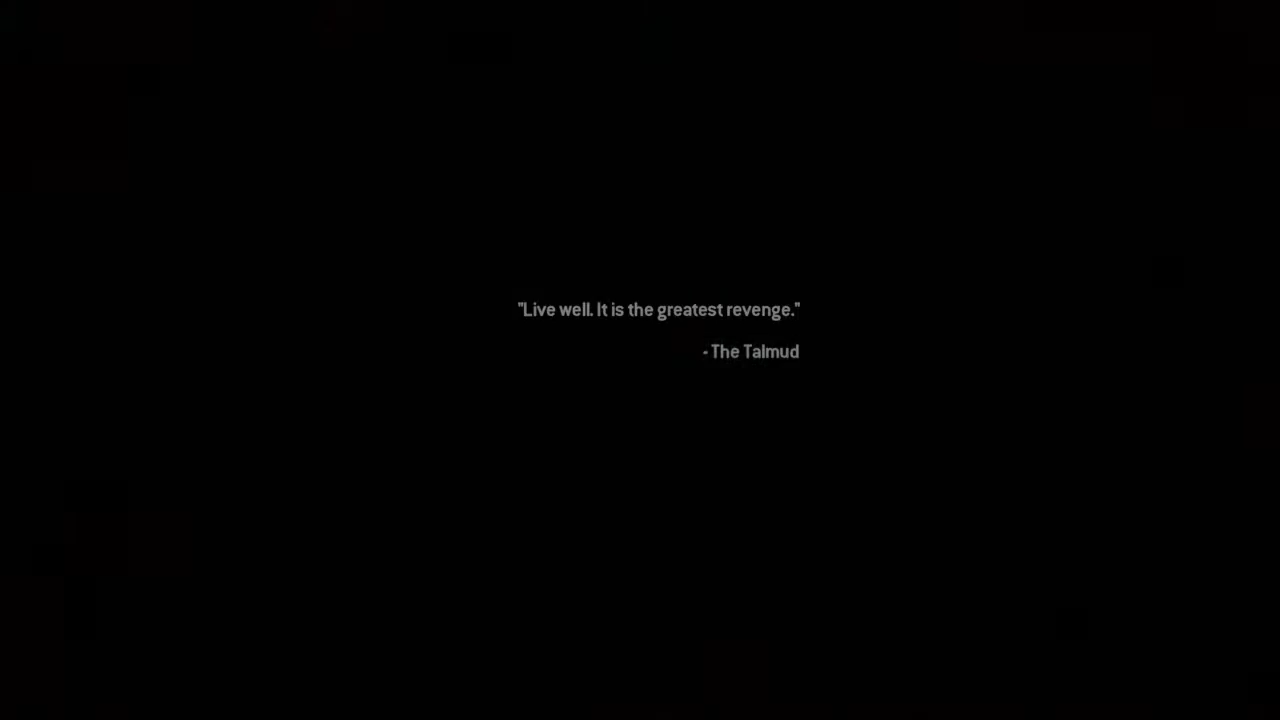 "Live well. It is the greatest revenge."
- The Talmud